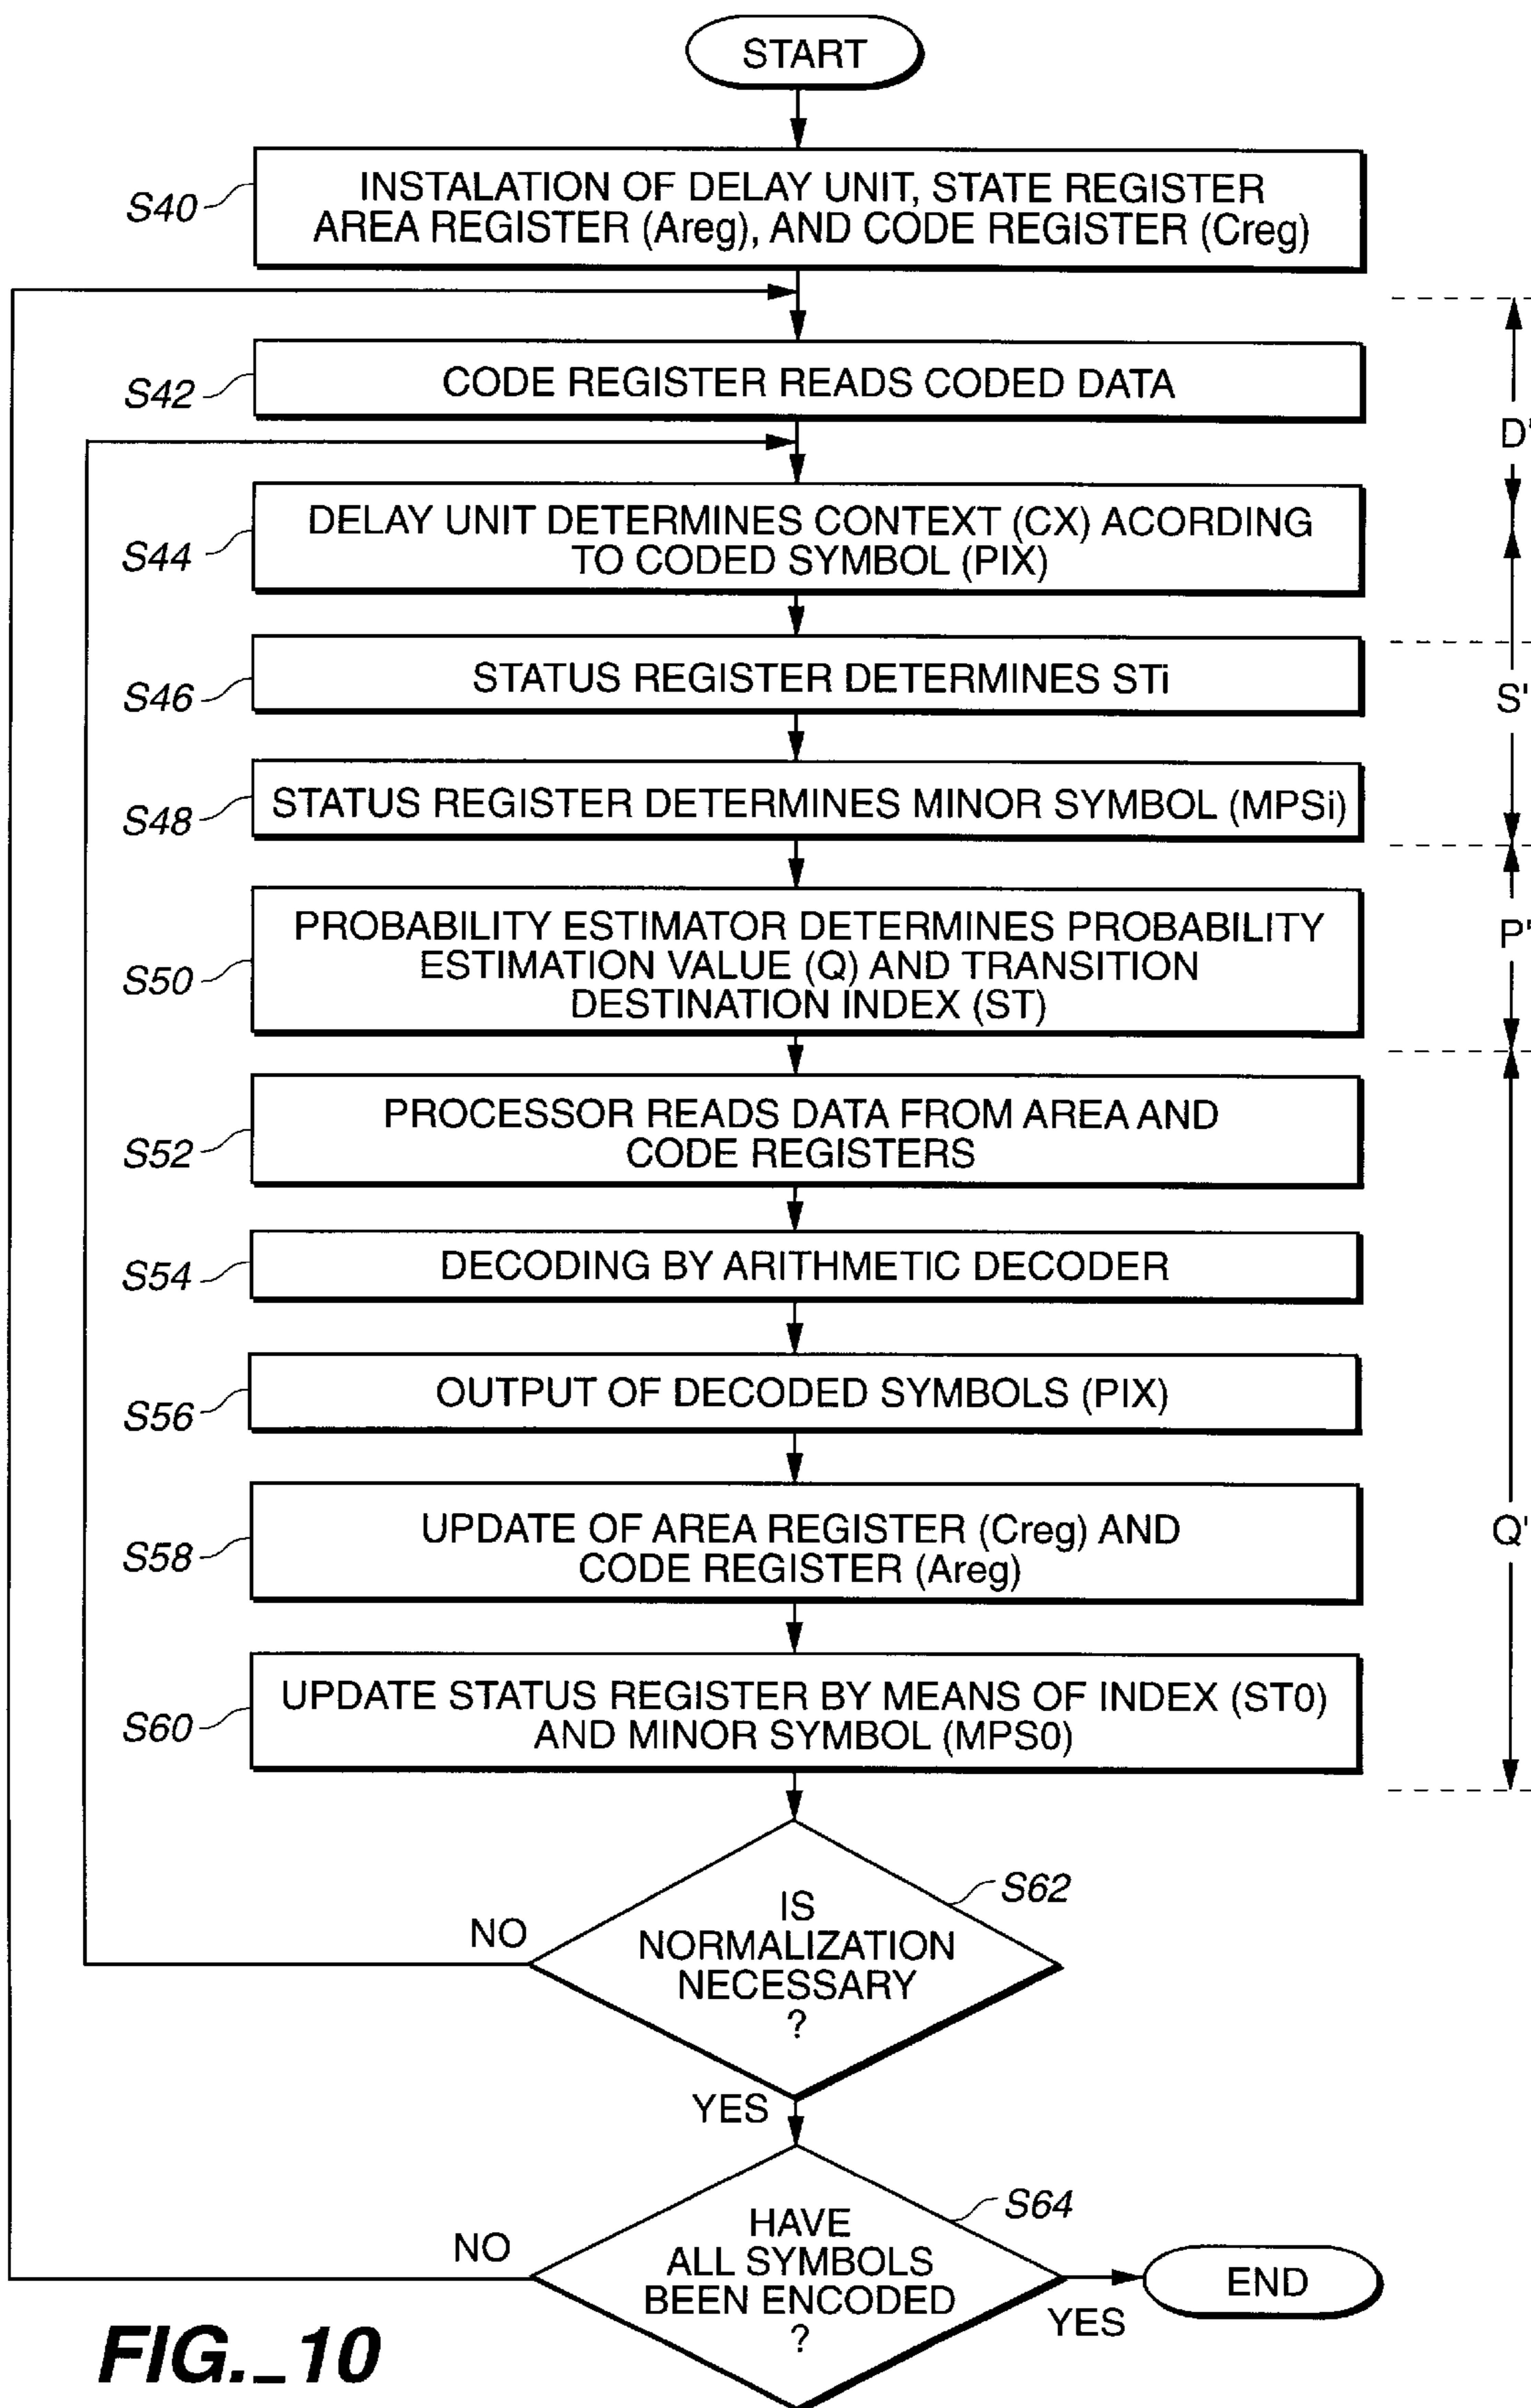 START
S40
INSTALATION OF DELAY UNIT, STATE REGISTER
AREA REGISTER (Areg), AND CODE REGISTER (Creg)
S42
CODE REGISTER READS CODED DATA
D'
S44
DELAY UNIT DETERMINES CONTEXT (CX) ACORDING
TO CODED SYMBOL (PIX)
S46
STATUS REGISTER DETERMINES STi
S'
S48
STATUS REGISTER DETERMINES MINOR SYMBOL (MPSi)
S50
PROBABILITY ESTIMATOR DETERMINES PROBABILITY
ESTIMATION VALUE (Q) AND TRANSITION
DESTINATION INDEX (ST)
P'
S52
PROCESSOR READS DATA FROM AREA AND
CODE REGISTERS
S54
DECODING BY ARITHMETIC DECODER
S56
OUTPUT OF DECODED SYMBOLS (PIX)
S58
UPDATE OF AREA REGISTER (Creg) AND
CODE REGISTER (Areg)
Q'
S60
UPDATE STATUS REGISTER BY MEANS OF INDEX (ST0)
AND MINOR SYMBOL (MPS0)
S62
IS
NORMALIZATION
NECESSARY
?
NO
YES
S64
HAVE
ALL SYMBOLS
BEEN ENCODED
?
NO
YES
END
FIG._10